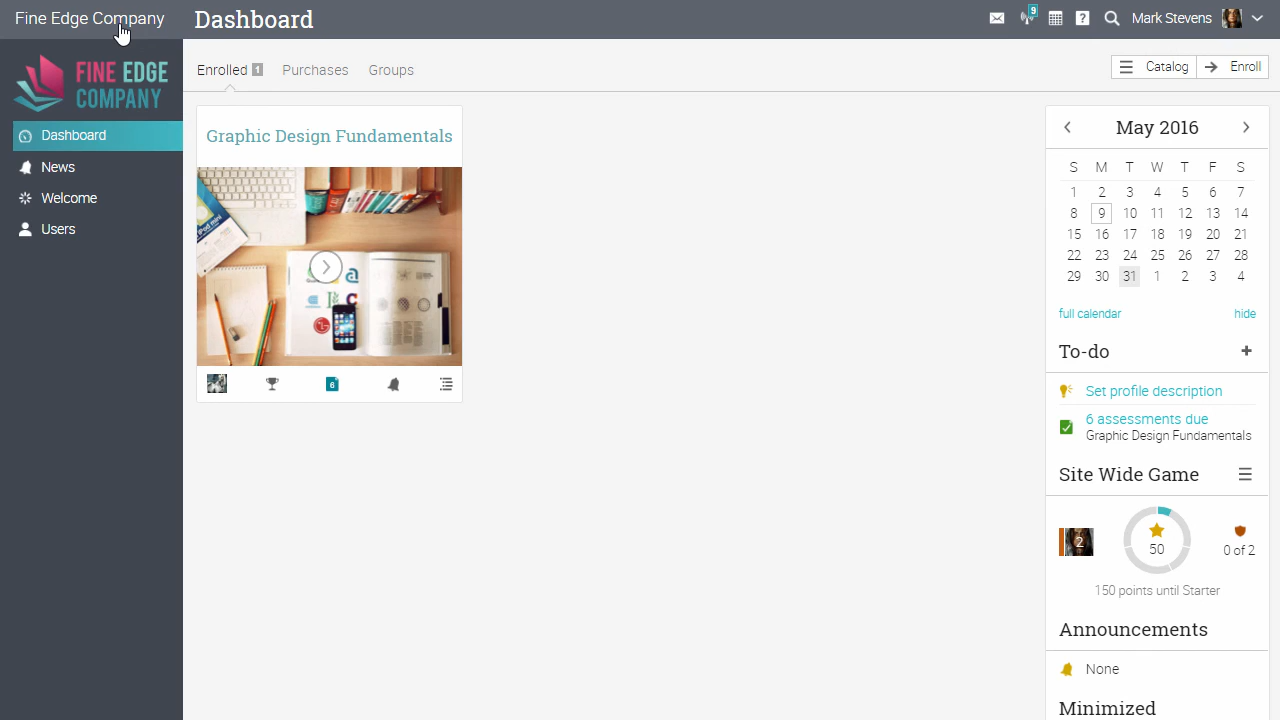 Fine Edge Company
Dashboard
9
Mark Stevens
FINE EDGE
COMPANY
Dashboard
News
Welcome
Users
Enrolled 1
Purchases
Groups
Catalog
Enroll
Graphic Design Fundamentals
6
May 2016
S M T W T F S
1 2 3 4 5 6 7
8 9 10 11 12 13 14
15 16 17 18 19 20 21
22 23 24 25 26 27 28
29 30 31 1 2 3 4
full calendar
hide
To-do
Set profile description
6 assessments due
Graphic Design Fundamentals
Site Wide Game
2
50
0 of 2
150 points until Starter
Announcements
None
Minimized